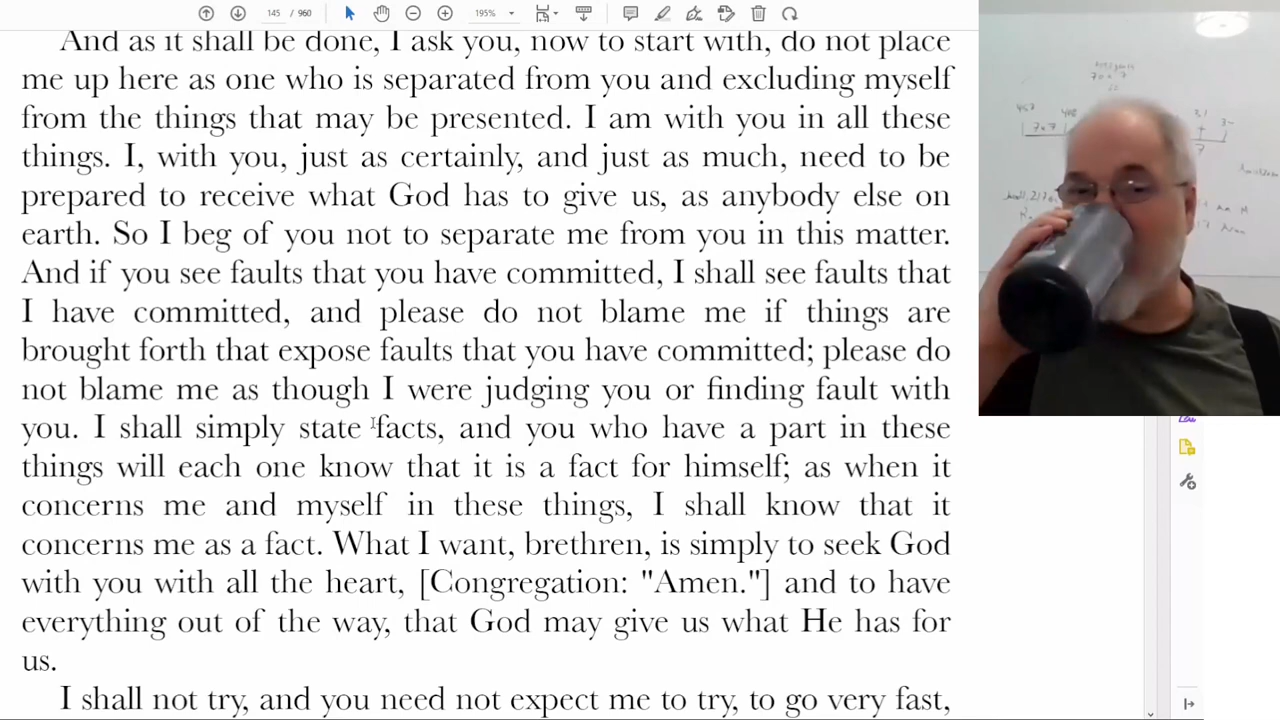 145 / 960
195%
And as it shall be done, I ask you, now to start with, do not place
me up here as one who is separated from you and excluding myself
from the things that may be presented. I am with you in all these
things. I, with you, just as certainly, and just as much, need to be
prepared to receive what God has to give us, as anybody else on
earth. So I beg of you not to separate me from you in this matter.
And if you see faults that you have committed, I shall see faults that
I have committed, and please do not blame me if things are
brought forth that expose faults that you have committed; please do
not blame me as though I were judging you or finding fault with
you. I shall simply state facts, and you who have a part in these
things will each one know that it is a fact for himself; as when it
concerns me and myself in these things, I shall know that it
concerns me as a fact. What I want, brethren, is simply to seek God
with you with all the heart, [Congregation: "Amen."] and to have
everything out of the way, that God may give us what He has for
us.
I shall not try, and you need not expect me to try, to go very fast,